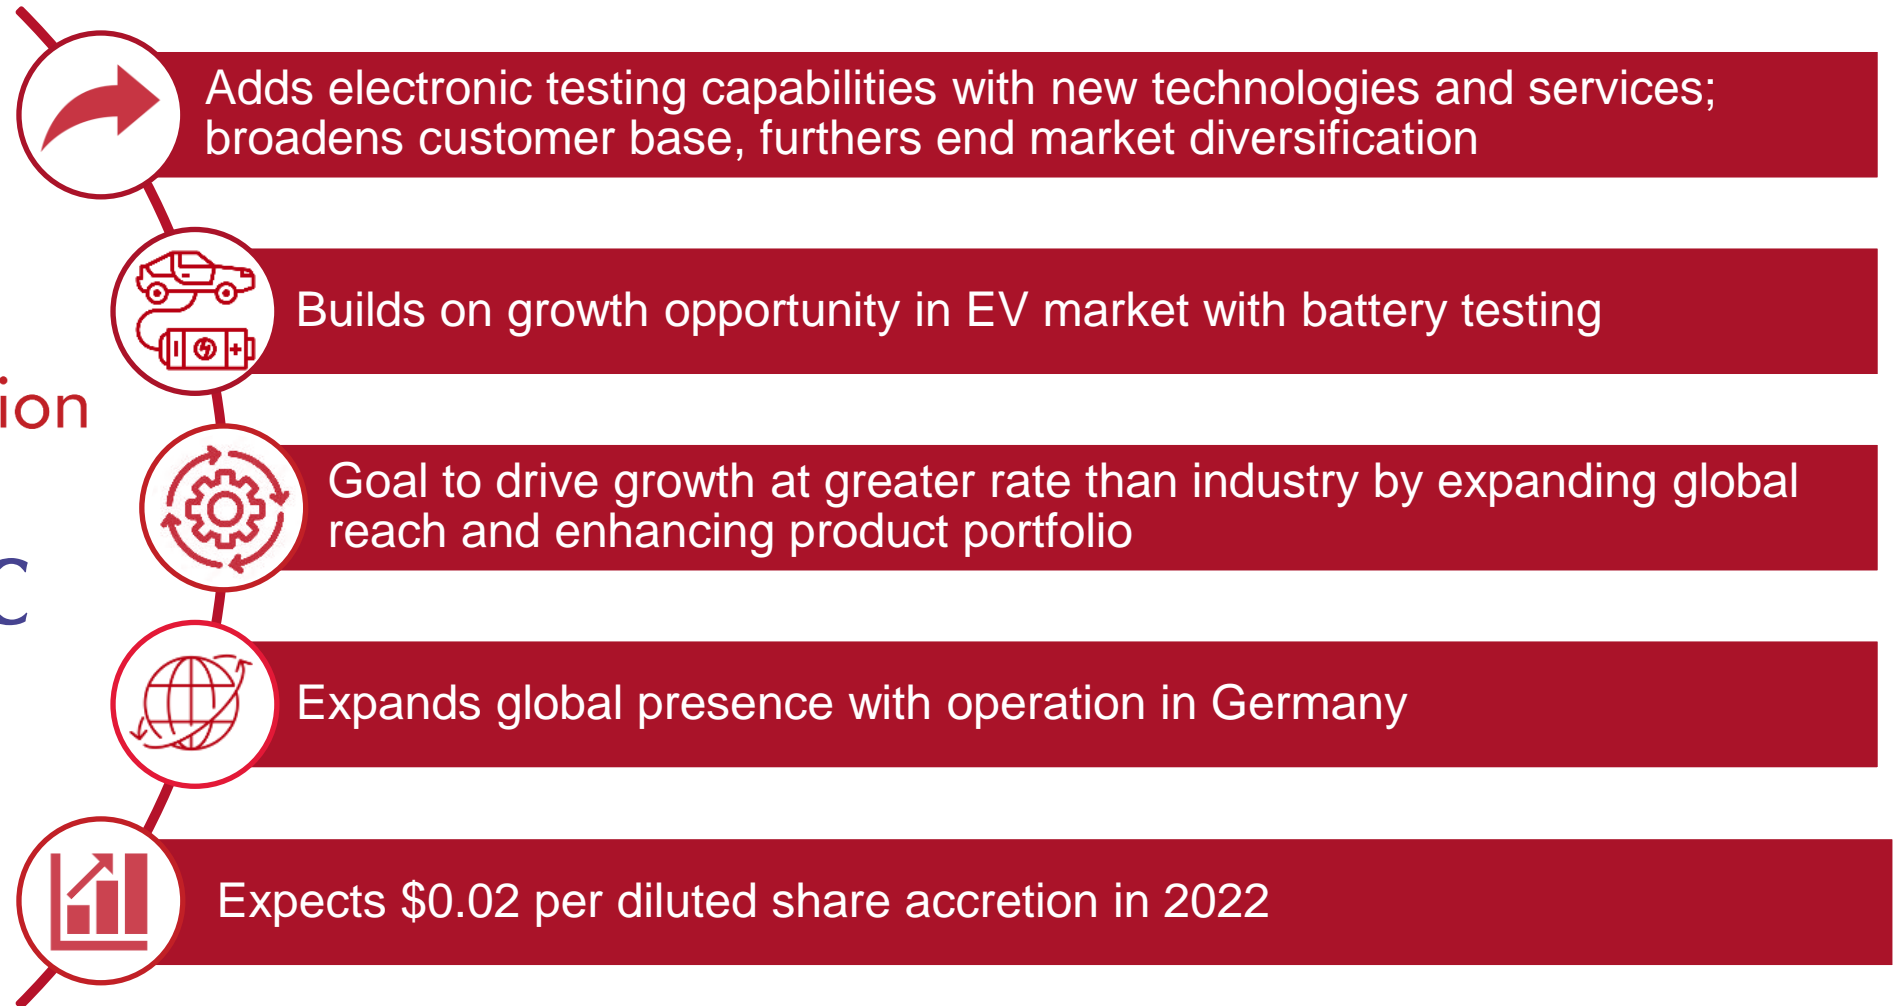 Adds electronic testing capabilities with new technologies and services;
broadens customer base, furthers end market diversification
Builds on growth opportunity in EV market with battery testing
ion
Goal to drive growth at greater rate than industry by expanding global
reach and enhancing product portfolio
C
Expands global presence with operation in Germany
Expects $0.02 per diluted share accretion in 2022